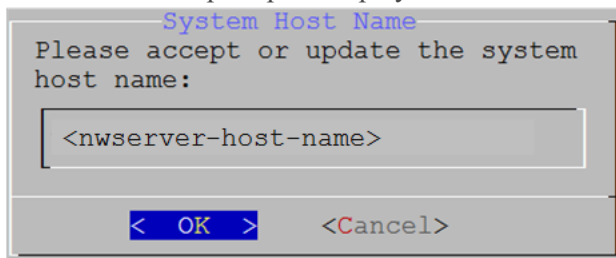 System Host Name
Please accept or update the system
host name:
<nwserver-host-name>
< OK > <Cancel>